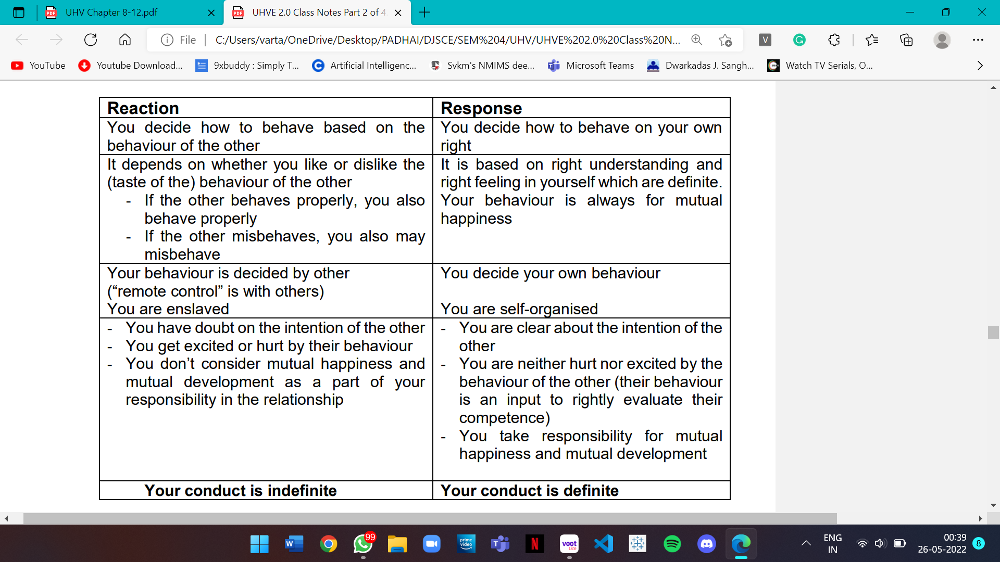 UHV Chapter 8-12.pdf
UHVE 2.0 Class Notes Part 2 of 4
File
C:/Users/varta/OneDrive/Desktop/PADHAI/DJSCE/SEM%204/UHV/UHVE%202.0%20Class%20N...
V
YouTube
Youtube Download...
9xbuddy : Simply T...
Artificial Intelligenc...
Svkm's NMIMS dee...
Microsoft Teams
Dwarkadas J. Sangh...
Watch TV Serials, O...
Reaction
Response
You decide how to behave based on the
behaviour of the other
You decide how to behave on your own
right
It depends on whether you like or dislike the
(taste of the) behaviour of the other
- If the other behaves properly, you also
behave properly
- If the other misbehaves, you also may
misbehave
It is based on right understanding and
right feeling in yourself which are definite.
Your behaviour is always for mutual
happiness
Your behaviour is decided by other
(“remote control” is with others)
You are enslaved
You decide your own behaviour
You are self-organised
- You have doubt on the intention of the other
- You get excited or hurt by their behaviour
- You don’t consider mutual happiness and
mutual development as a part of your
responsibility in the relationship
- You are clear about the intention of the
other
- You are neither hurt nor excited by the
behaviour of the other (their behaviour
is an input to rightly evaluate their
competence)
- You take responsibility for mutual
happiness and mutual development
Your conduct is indefinite
Your conduct is definite
99
prime
video
voot
Lite
ENG
IN
00:39
26-05-2022
8